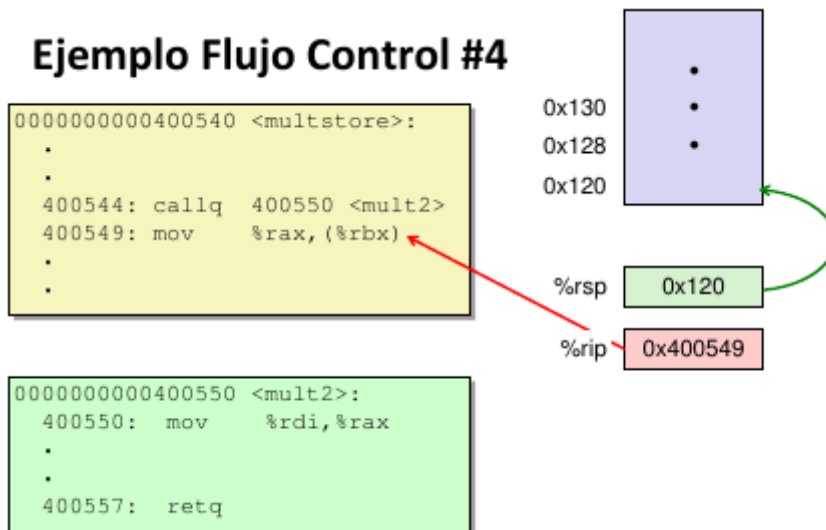 Ejemplo Flujo Control #4
0000000000400540 <multstore>:
.
.
400544: callq 400550 <mult2>
400549: mov %rax,(%rbx)
.
.
0000000000400550 <mult2>:
400550: mov %rdi,%rax
.
.
400557: retq
0x130
0x128
0x120
%rsp 0x120
%rip 0x400549